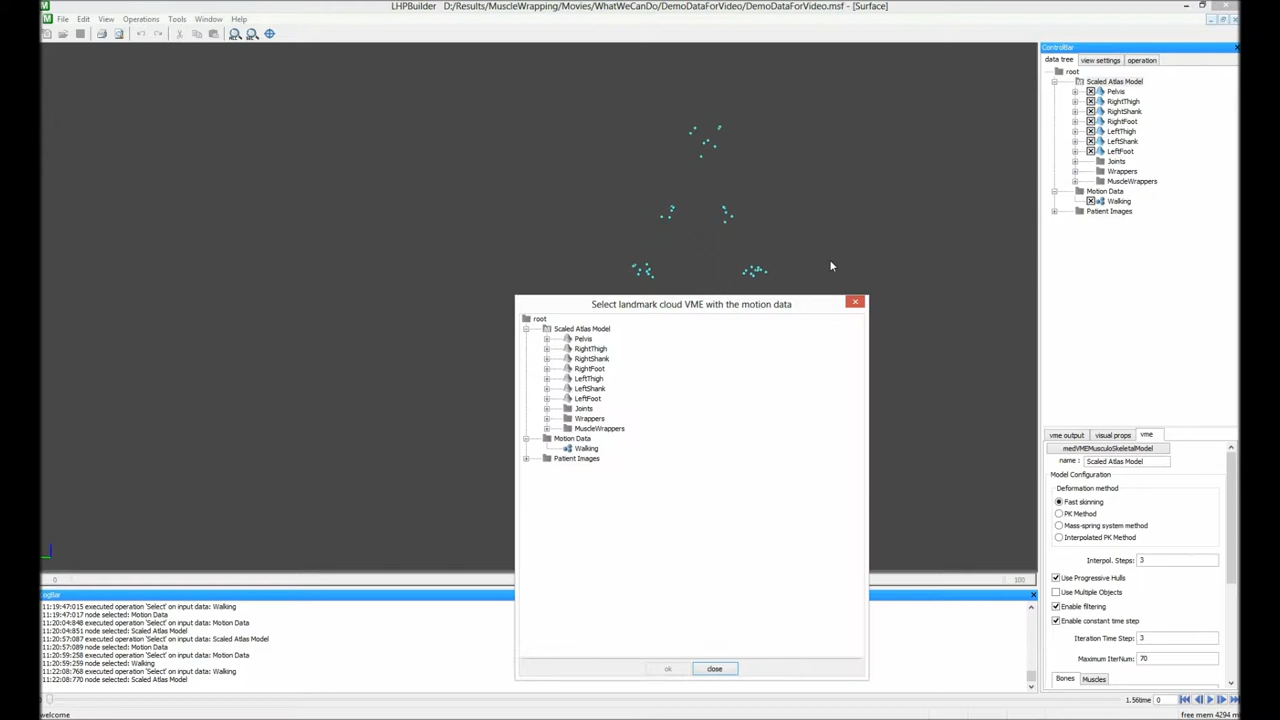 LHPBuilder D:/Results/MuscleWrapping/Movies/WhatWeCanDo/DemoDataForVideo/DemoDataForVideo.msf - [Surface]
File Edit View Operations Tools Window Help
ControlBar
data tree view settings operation
root
Scaled Atlas Model
Pelvis
RightThigh
RightShank
RightFoot
LeftThigh
LeftShank
LeftFoot
Joints
Wrappers
MuscleWrappers
Motion Data
Walking
Patient Images
Select landmark cloud VME with the motion data
root
Scaled Atlas Model
Pelvis
RightThigh
RightShank
RightFoot
LeftThigh
LeftShank
LeftFoot
Joints
Wrappers
MuscleWrappers
Motion Data
Walking
Patient Images
ok close
vme output visual props vme
medVMEMusculoSkeletalModel
name : Scaled Atlas Model
Model Configuration
Deformation method
Fast skinning
PK Method
Mass-spring system method
Interpolated PK Method
Interpol. Steps: 3
Use Progressive Hulls
Use Multiple Objects
Enable filtering
Enable constant time step
Iteration Time Step: 3
Maximum IterNum: 70
Bones Muscles
0 100
ogBar
11:19:47:015 executed operation 'Select' on input data: Walking
11:19:47:017 node selected: Motion Data
11:20:04:848 executed operation 'Select' on input data: Motion Data
11:20:04:851 node selected: Scaled Atlas Model
11:20:57:087 executed operation 'Select' on input data: Scaled Atlas Model
11:20:57:089 node selected: Motion Data
11:20:59:258 executed operation 'Select' on input data: Motion Data
11:20:59:259 node selected: Walking
11:22:08:768 executed operation 'Select' on input data: Walking
11:22:08:770 node selected: Scaled Atlas Model
1.56time 0
welcome free mem 4294 m